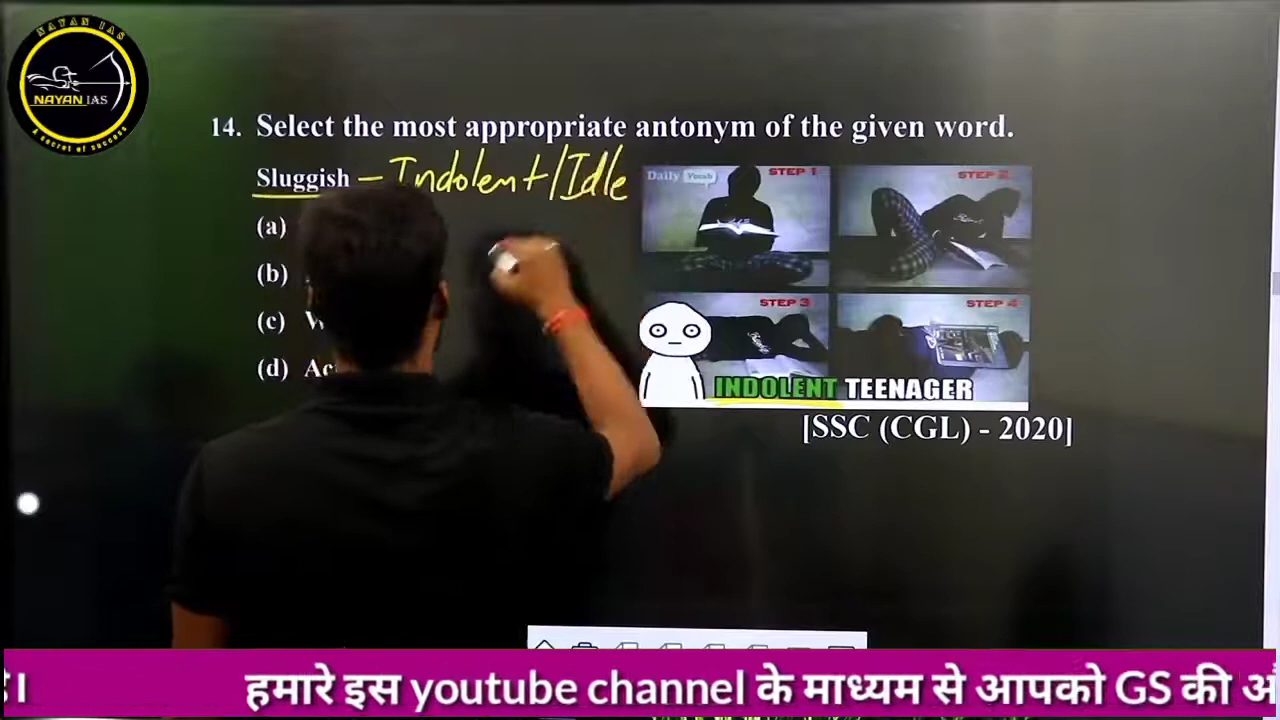 NAYAN IAS
NAYAN IAS
A secret of success
14. Select the most appropriate antonym of the given word.
Sluggish - Indolent/Idle
(a)
(b)
(c)
(d)
Daily Vocab
STEP 1
STEP 2
STEP 3
STEP 4
INDOLENT TEENAGER
[SSC (CGL) - 2020]
हमारे इस youtube channel के माध्यम से आपको GS की